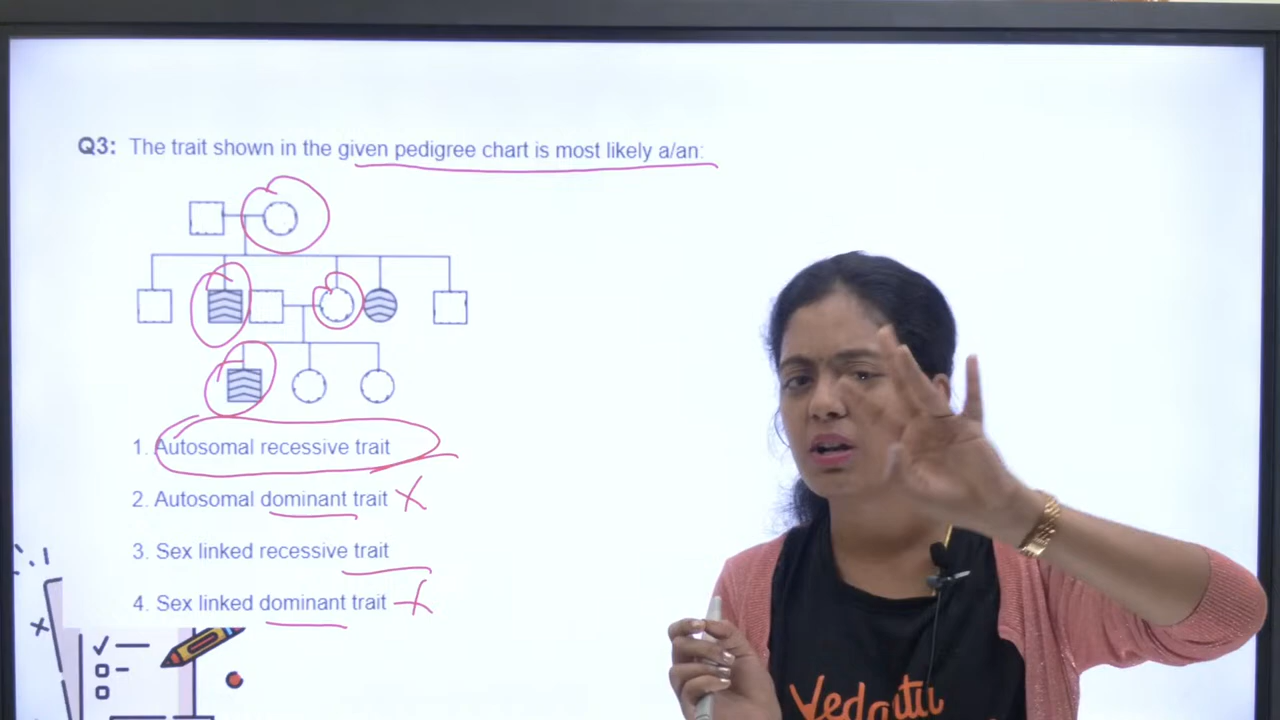 Q3: The trait shown in the given pedigree chart is most likely a/an:
1. Autosomal recessive trait
2. Autosomal dominant trait
3. Sex linked recessive trait
4. Sex linked dominant trait
Vedantu